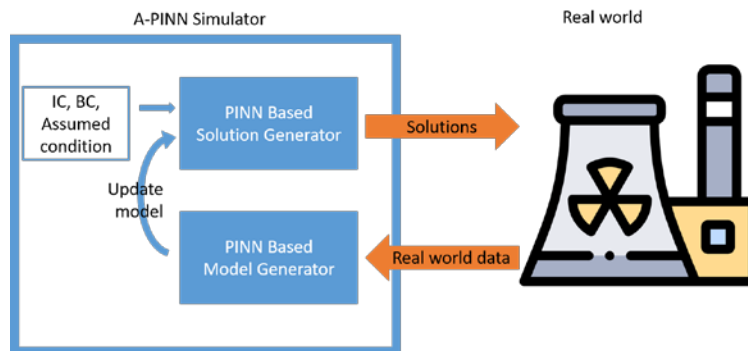 A-PINN Simulator
Real world
IC, BC,
Assumed
condition
PINN Based
Solution Generator
Solutions
Update
model
PINN Based
Model Generator
Real world data